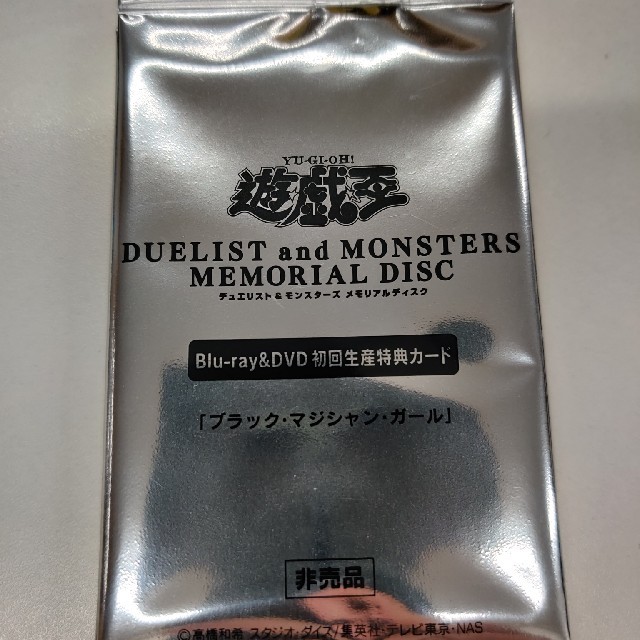 YU-GI-OH!
遊戯王
DUELIST and MONSTERS
MEMORIAL DISC
デュエリスト&モンスターズ メモリアルディスク
Blu-ray&DVD 初回生産特典カード
「ブラック・マジシャン・ガール」
非売品
©高橋和希 スタジオ・ダイス/集英社・テレビ東京・NAS